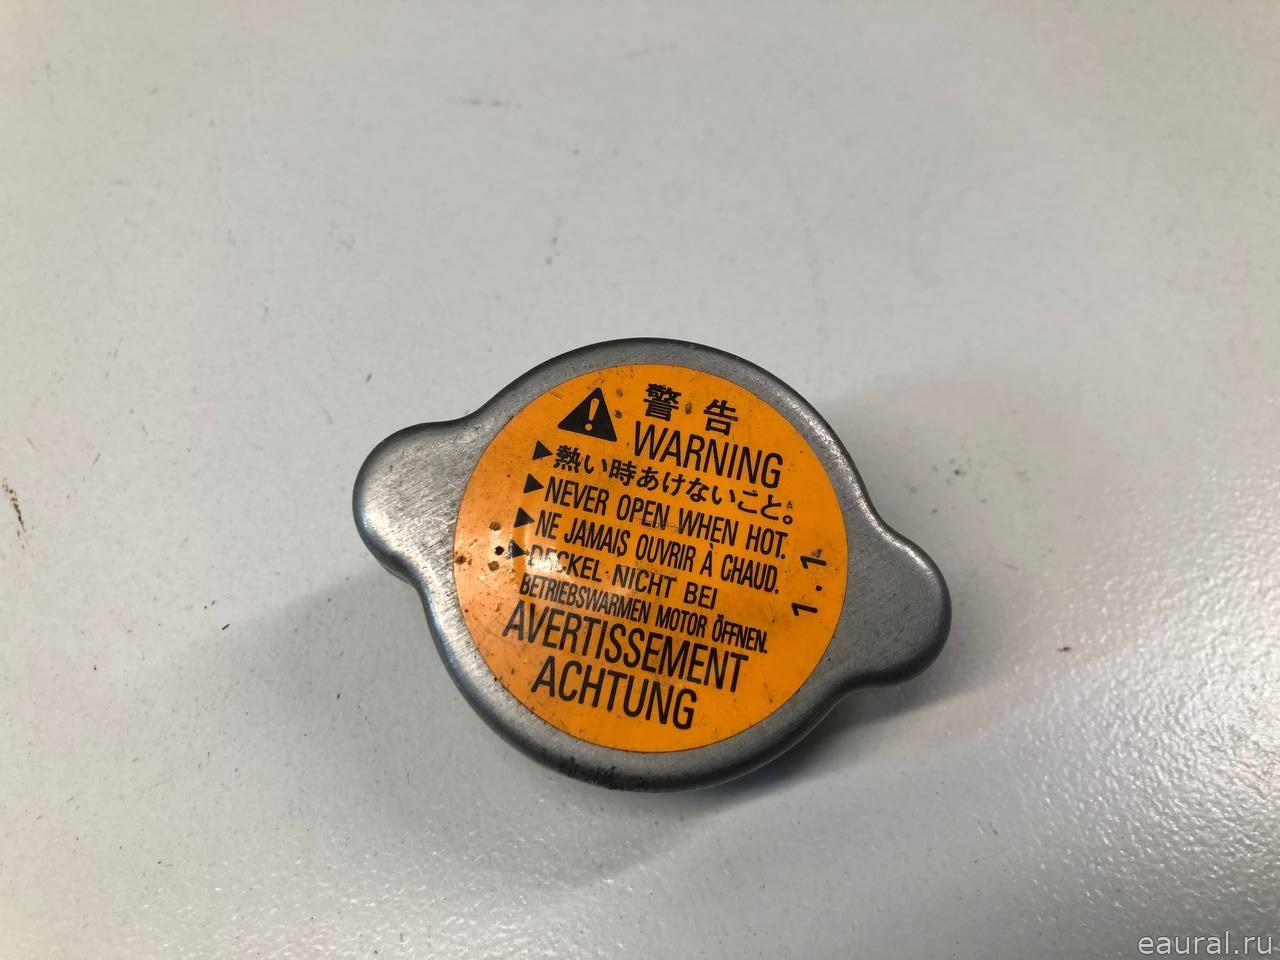 警告
WARNING
▶熱い時あけないこと。
▶NEVER OPEN WHEN HOT.
▶NE JAMAIS OUVRIR À CHAUD.
▶DECKEL NICHT BEI
BETRIEBSWARMEN MOTOR ÖFFNEN.
AVERTISSEMENT
ACHTUNG
1・1
eaural.ru